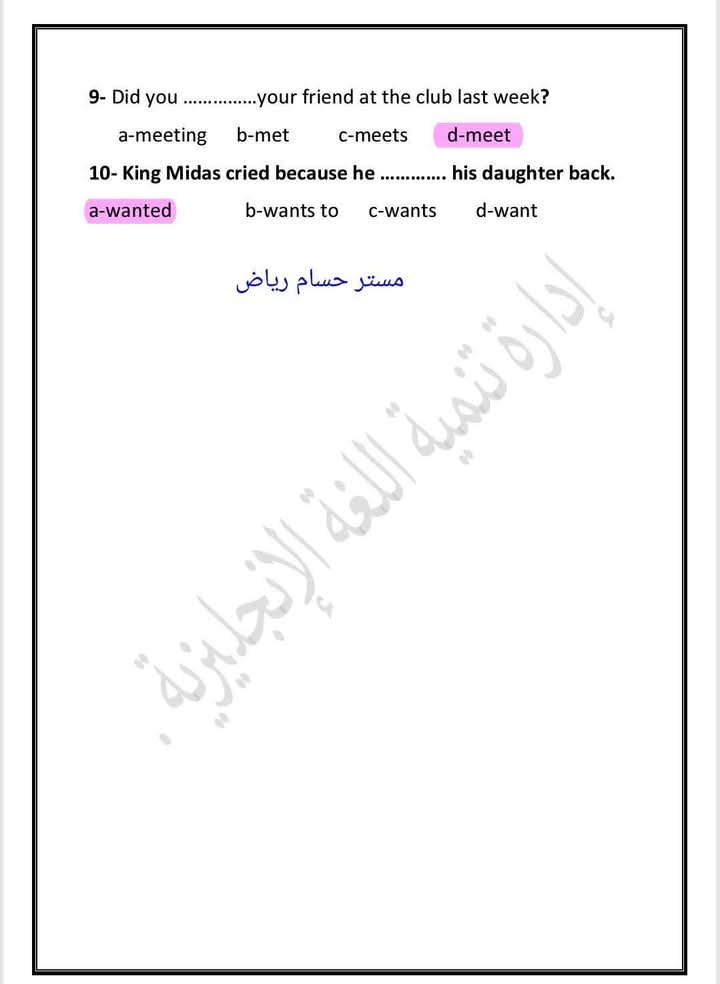 9- Did you ...............your friend at the club last week?
a-meeting b-met c-meets d-meet
10- King Midas cried because he ............. his daughter back.
a-wanted b-wants to c-wants d-want
مستر حسام رياض
إدارة تنمية اللغة الإنجليزية .